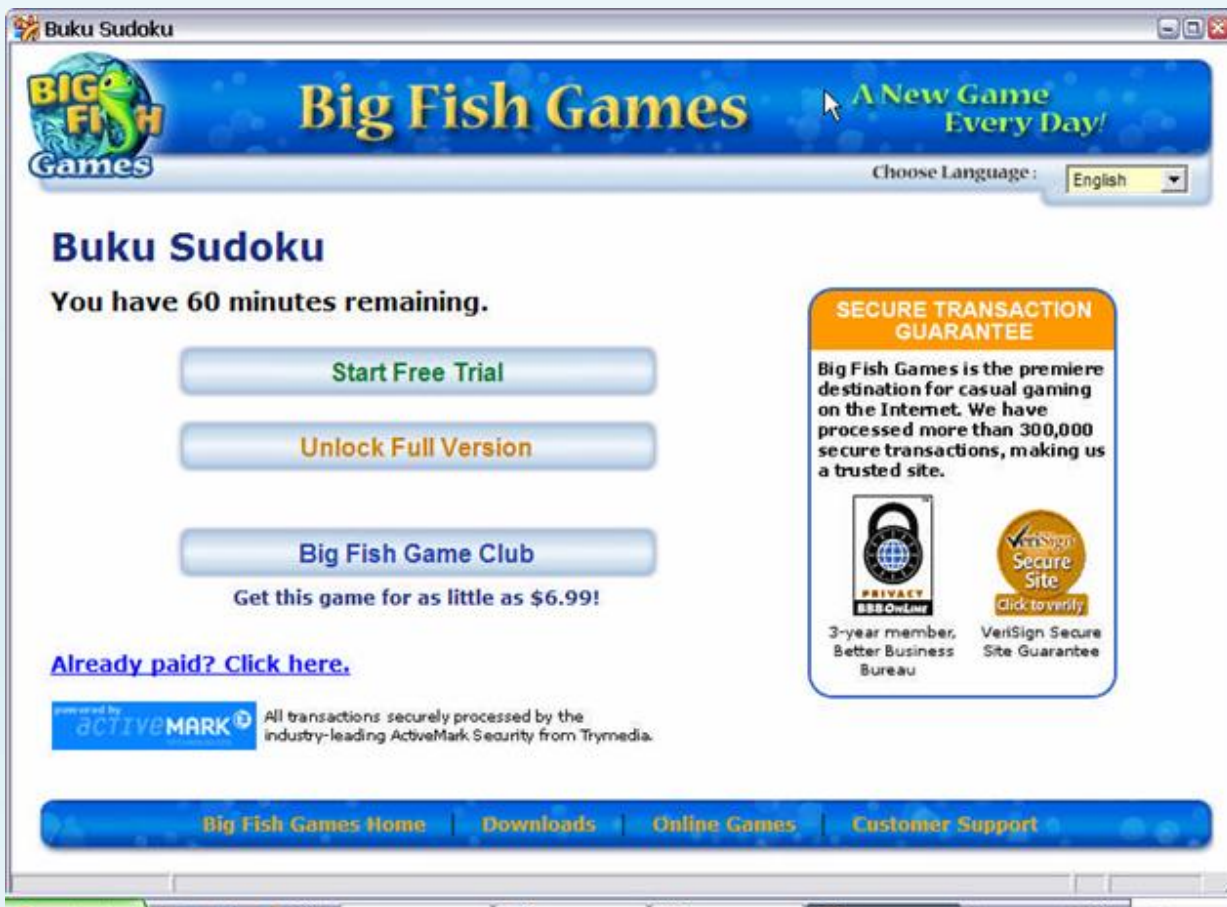 Buku Sudoku
BIG
FISH
Games
Big Fish Games
A New Game
Every Day!
Choose Language:
English
Buku Sudoku
You have 60 minutes remaining.
Start Free Trial
Unlock Full Version
Big Fish Game Club
Get this game for as little as $6.99!
Already paid? Click here.
powered by
ACTIVEMARK
All transactions securely processed by the
industry-leading ActiveMark Security from Trymedia.
SECURE TRANSACTION
GUARANTEE
Big Fish Games is the premiere
destination for casual gaming
on the Internet. We have
processed more than 300,000
secure transactions, making us
a trusted site.
PRIVACY
BBBOnLine
3-year member,
Better Business
Bureau
VeriSign
Secure
Site
Click to verify
VeriSign Secure
Site Guarantee
Big Fish Games Home | Downloads | Online Games | Customer Support